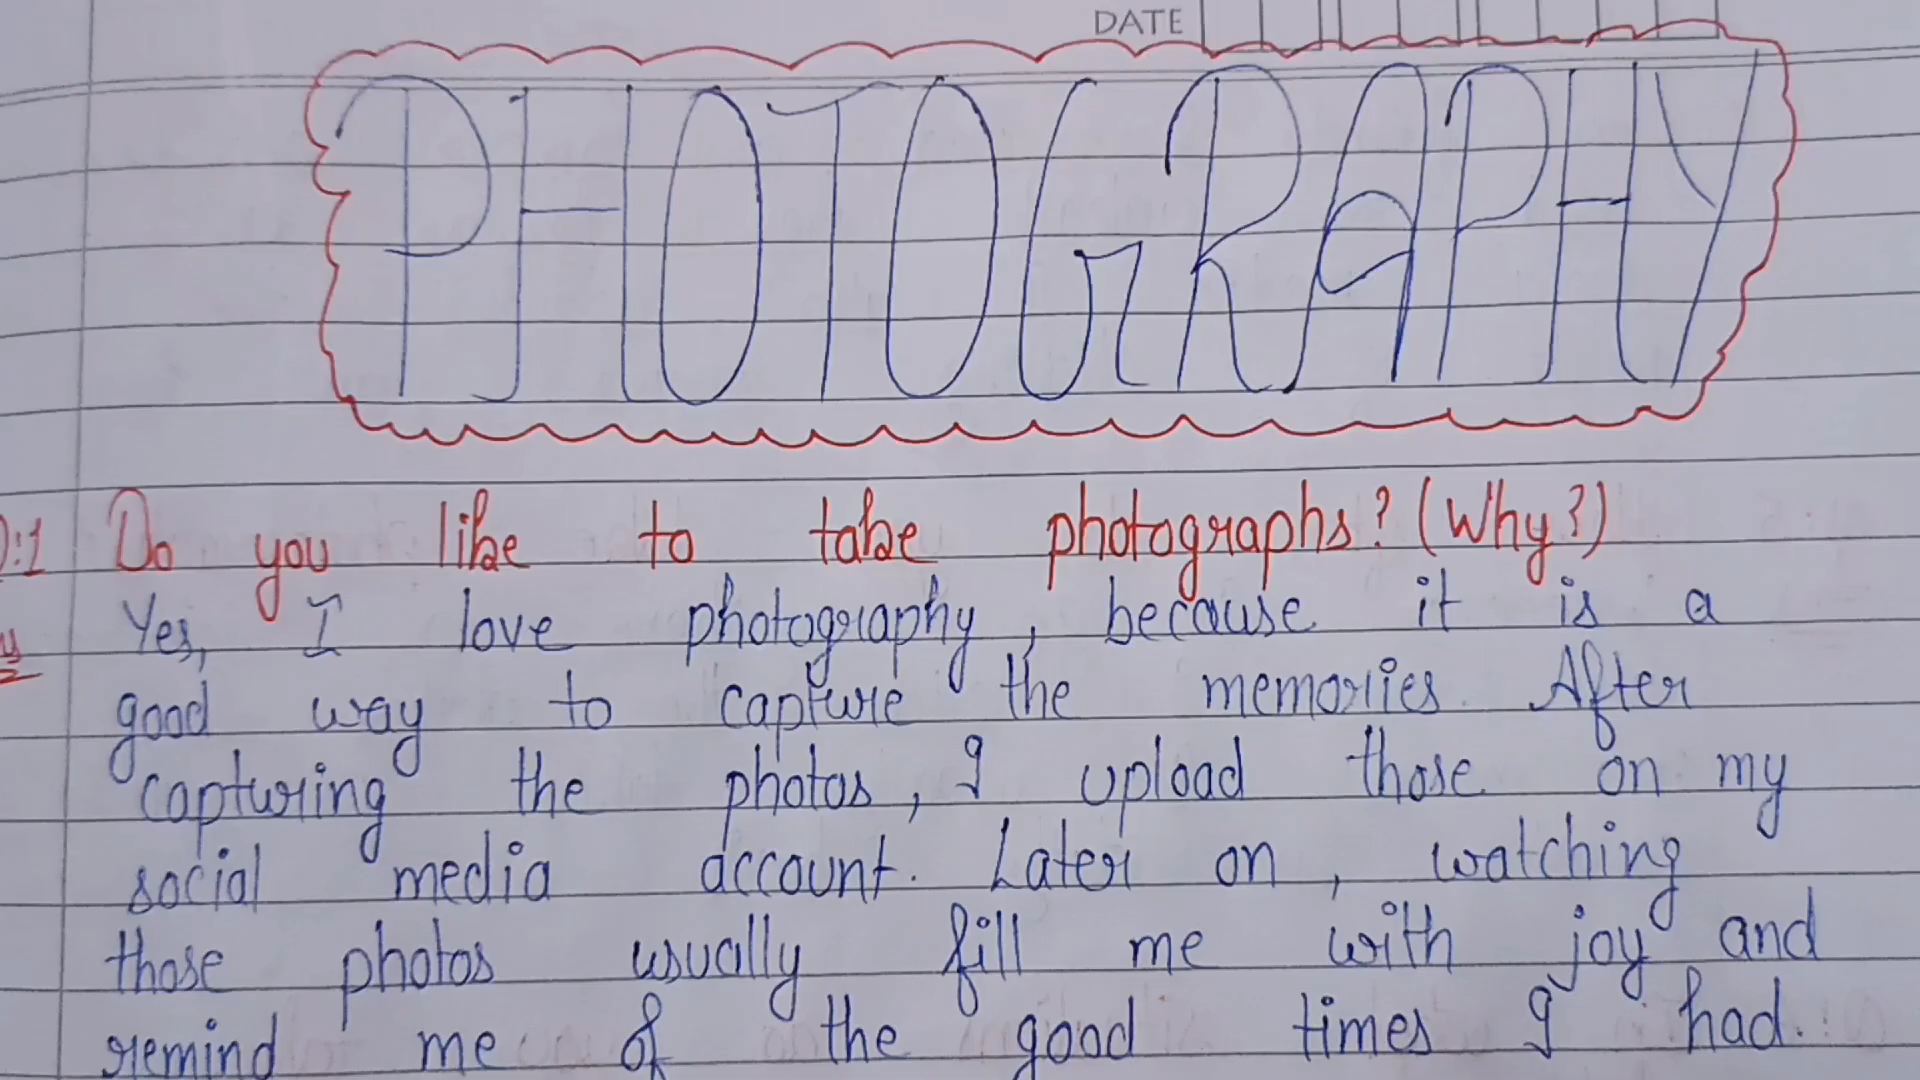 DATE
PHOTOGRAPHY
Q:1 Do you like to take photographs? (Why?)
Yes, I love photography, because it is a
good way to capture the memories. After
capturing the photos, I upload those on my
social media account. Later on, watching
those photos usually fill me with joy and
remind me of the good times I had.